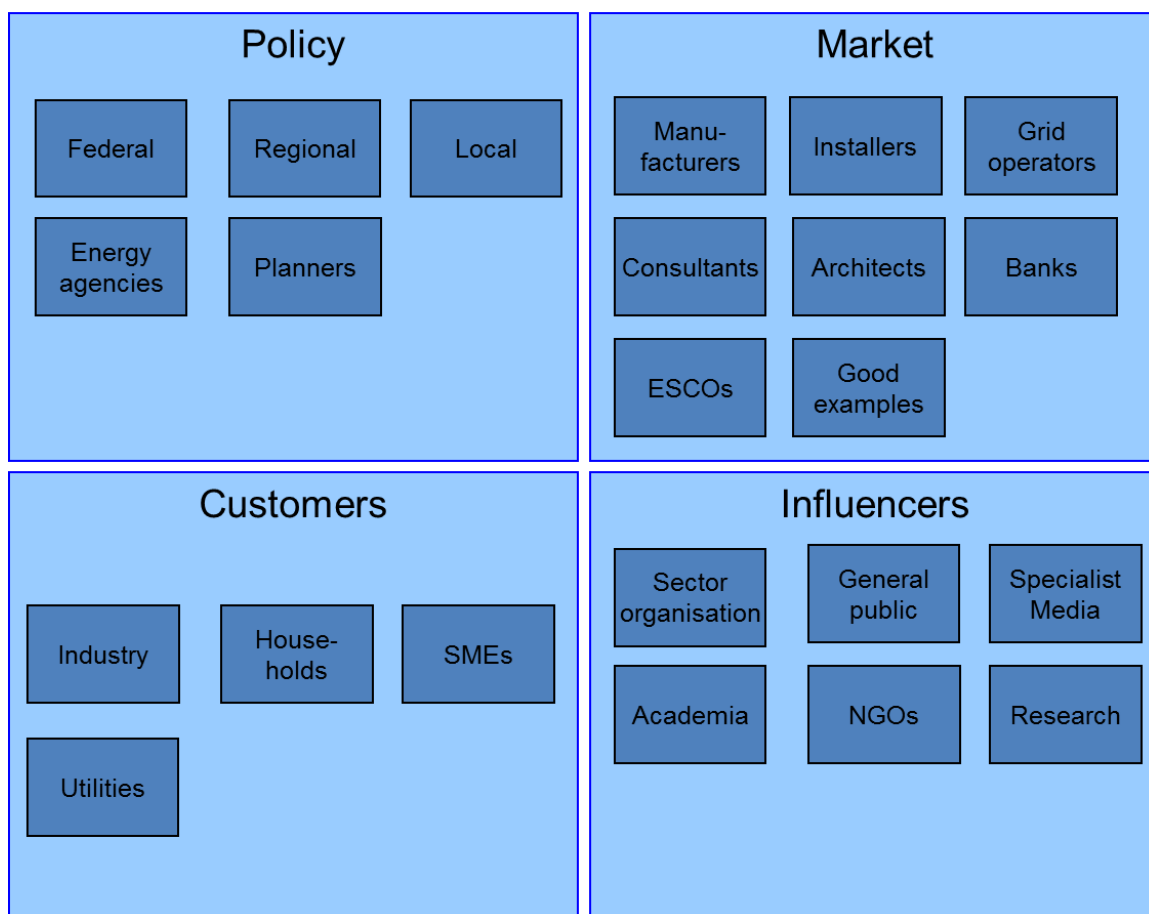 Policy
Federal
Regional
Local
Energy
agencies
Planners
Market
Manu-
facturers
Installers
Grid
operators
Consultants
Architects
Banks
ESCOs
Good
examples
Customers
Industry
House-
holds
SMEs
Utilities
Influencers
Sector
organisation
General
public
Specialist
Media
Academia
NGOs
Research